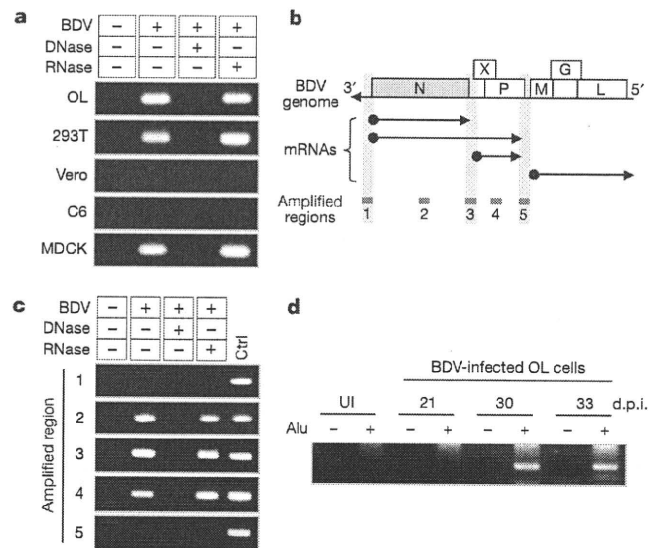 a
BDV − + + +
DNase − − + −
RNase − − − +
OL
293T
Vero
C6
MDCK
b
BDV genome 3′ N X P M G L 5′
mRNAs
Amplified regions
1 2 3 4 5
c
BDV − + + +
DNase − − + −
RNase − − − +
Ctrl
Amplified region
1
2
3
4
5
d
BDV-infected OL cells
UI 21 30 33 d.p.i.
Alu − + − + − + − +